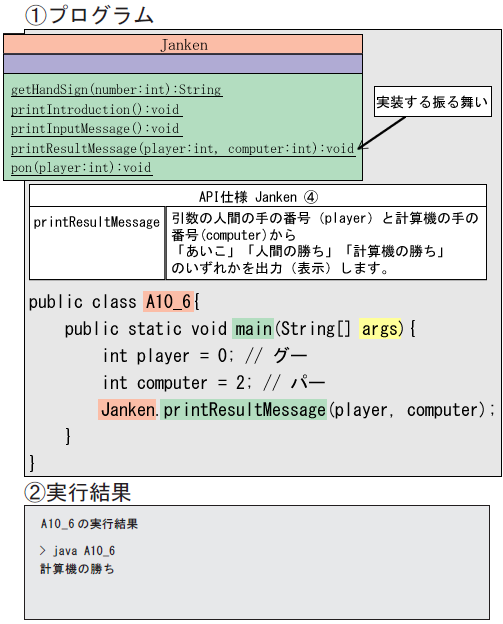 ①プログラム
Janken
getHandSign(number:int):String
printIntroduction():void
printInputMessage():void
printResultMessage(player:int, computer:int):void
pon(player:int):void
実装する振る舞い
API仕様 Janken ④
printResultMessage
引数の人間の手の番号 (player) と計算機の手の
番号(computer)から
「あいこ」「人間の勝ち」「計算機の勝ち」
のいずれかを出力（表示）します。
public class A10_6{
public static void main(String[] args){
int player = 0; // グー
int computer = 2; // パー
Janken.printResultMessage(player, computer);
}
}
②実行結果
A10_6の実行結果
> java A10_6
計算機の勝ち